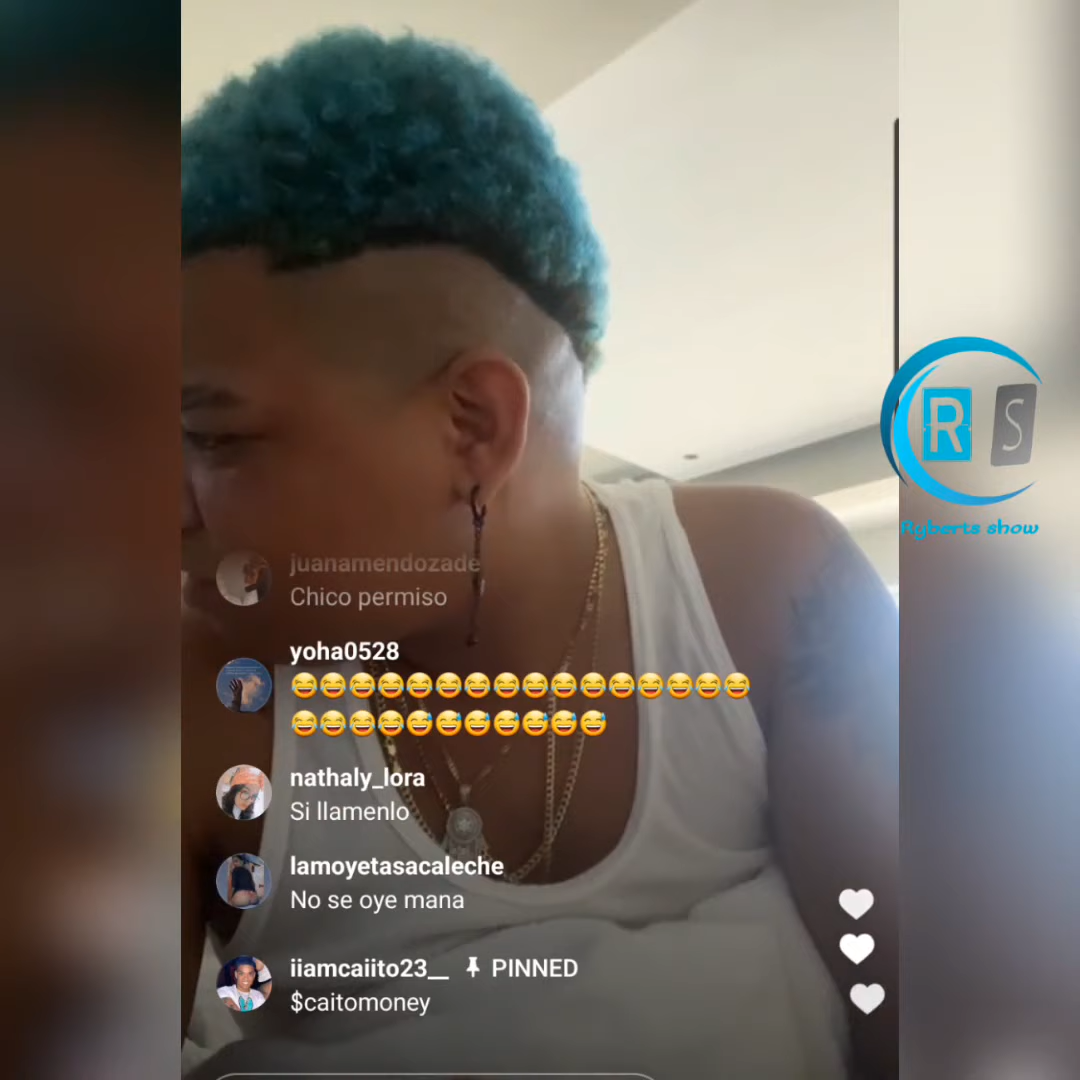 juanamendozade
Chico permiso
yoha0528
😂😂😂😂😂😂😂😂😂😂😂😂😂😂😂😂
😂😂😂😂😅😅😅😅😅😅😅
nathaly_lora
Si llamenlo
lamoyetasacaleche
No se oye mana
iiamcaiito23__ PINNED
$caitomoney
R S
Ryberts show